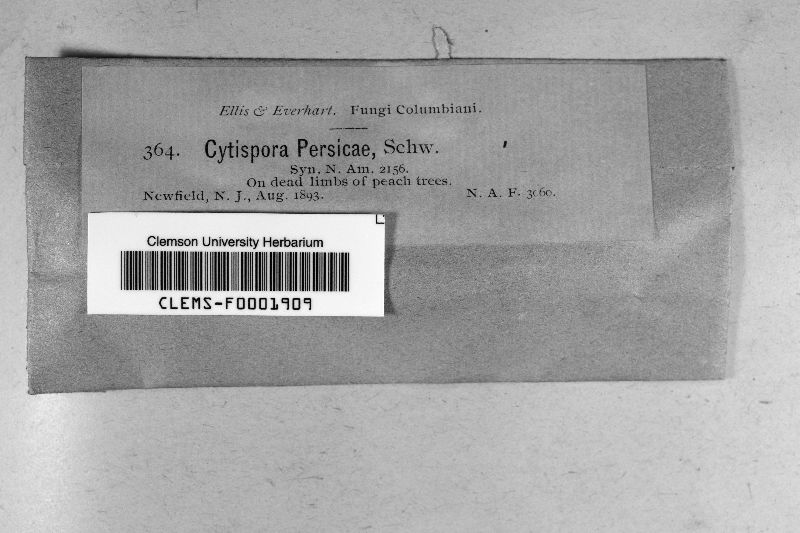 Ellis & Everhart. Fungi Columbiani.
364. Cytispora Persicae, Schw.
Syn. N. Am. 2156.
On dead limbs of peach trees.
Newfield, N. J., Aug. 1893. N. A. F. 3060.
Clemson University Herbarium
CLEMS-F0001909